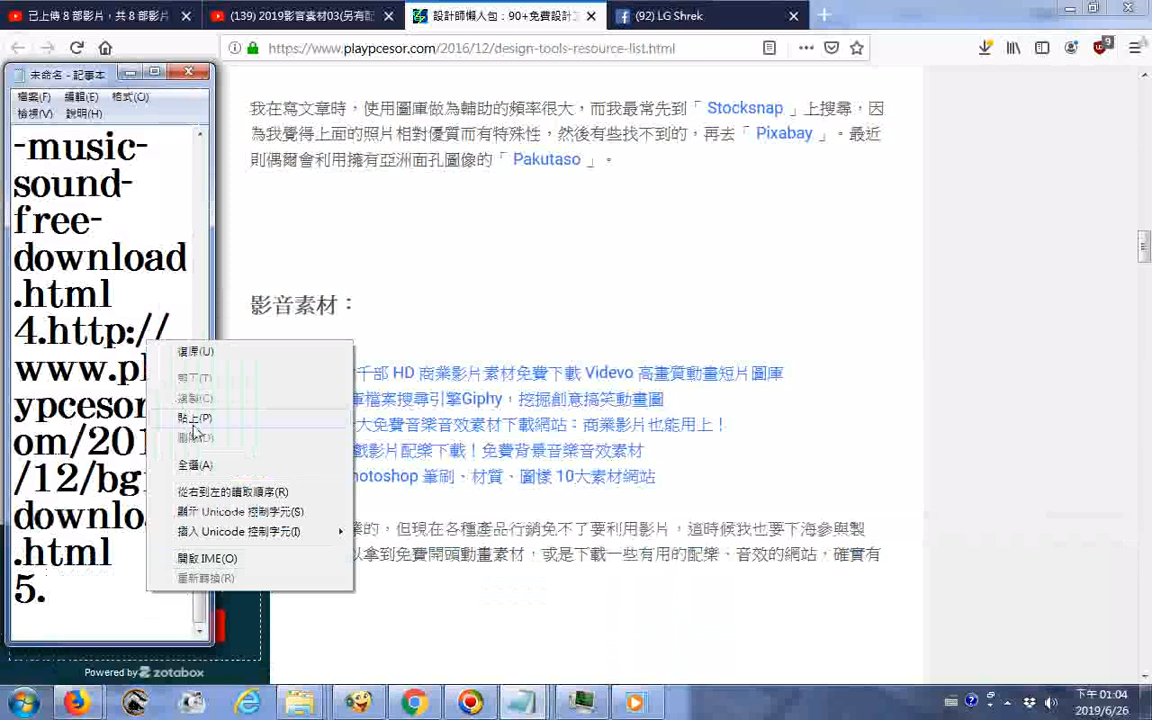 已上傳 8 部影片，共 8 部影片
(139) 2019影音素材03(另有配
設計師懶人包：90+免費設計
(92) LG Shrek
https://www.playpcesor.com/2016/12/design-tools-resource-list.html
9
未命名 - 記事本
檔案(F) 編輯(E) 格式(O)
檢視(V) 說明(H)
-music-
sound-
free-
download
.html
4.http://
www.pl
ypcesor
om/201
/12/bg
downlo
.html
5.
復原(U)
剪下(T)
複製(C)
貼上(P)
刪除(D)
全選(A)
從右到左的讀取順序(R)
顯示 Unicode 控制字元(S)
插入 Unicode 控制字元(I)
開啟 IME(O)
重新轉換(R)
我在寫文章時，使用圖庫做為輔助的頻率很大，而我最常先到「 Stocksnap 」上搜尋，因
為我覺得上面的照片相對優質而有特殊性，然後有些找不到的，再去「 Pixabay 」。最近
則偶爾會利用擁有亞洲面孔圖像的「 Pakutaso 」。
影音素材：
千部 HD 商業影片素材免費下載 Videvo 高畫質動畫短片圖庫
檔案搜尋引擎Giphy，挖掘創意搞笑動畫圖
大免費音樂音效素材下載網站：商業影片也能用上！
戲影片配樂下載！免費背景音樂音效素材
hotoshop 筆刷、材質、圖樣 10大素材網站
業的，但現在各種產品行銷免不了要利用影片，這時候我也要下海參與製
以拿到免費開頭動畫素材，或是下載一些有用的配樂、音效的網站，確實有
Powered by zotabox
下午 01:04
2019/6/26